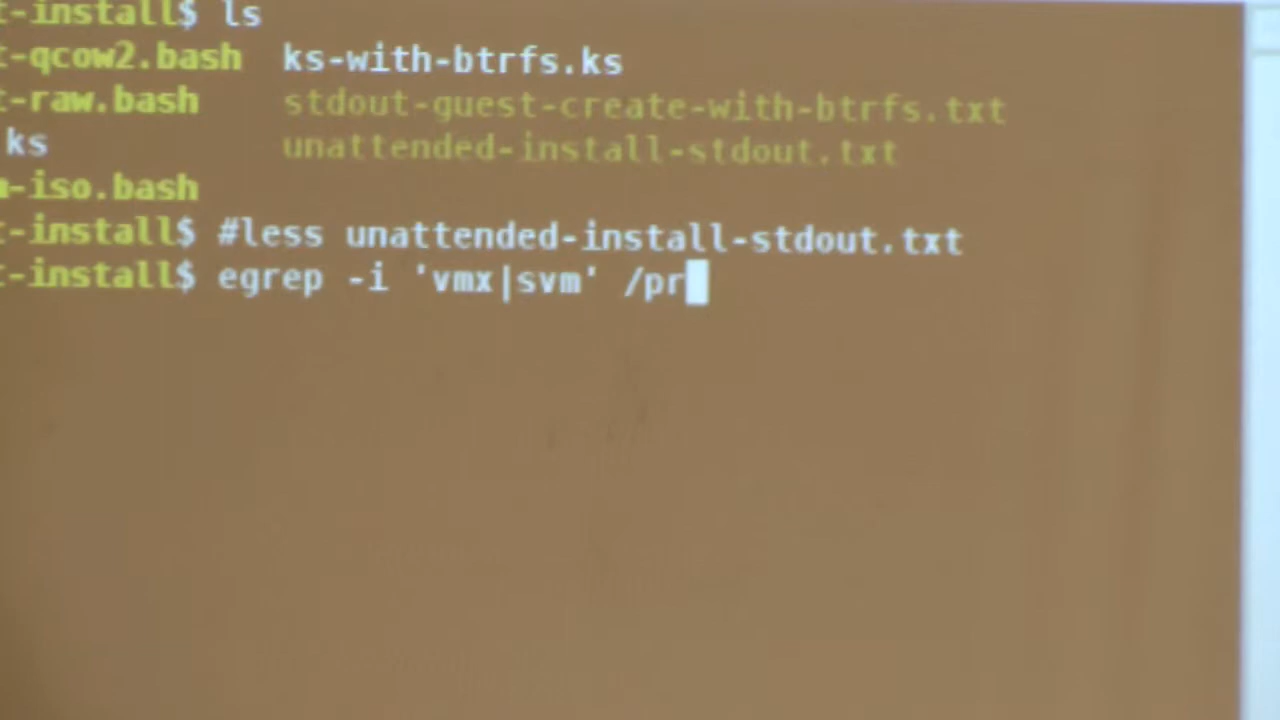 t-install$ ls
t-qcow2.bash ks-with-btrfs.ks
t-raw.bash stdout-guest-create-with-btrfs.txt
ks unattended-install-stdout.txt
-iso.bash
t-install$ #less unattended-install-stdout.txt
t-install$ egrep -i 'vmx|svm' /pr